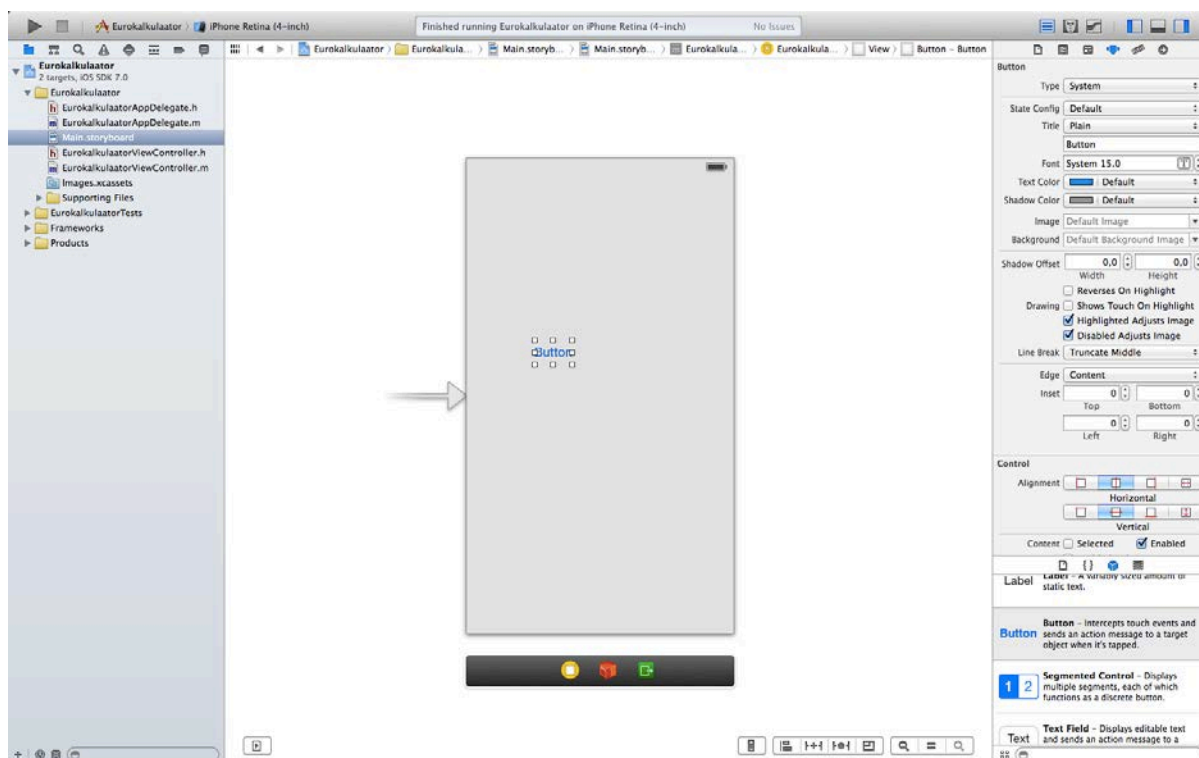 Eurokalkulaator
iPhone Retina (4-inch)
Finished running Eurokalkulaator on iPhone Retina (4-inch)
No Issues
Eurokalkulaator
Eurokalkula...
Main.storyb...
Main.storyb...
Eurokalkula...
Eurokalkula...
View
Button - Button
Eurokalkulaator
2 targets, iOS SDK 7.0
Eurokalkulaator
EurokalkulaatorAppDelegate.h
EurokalkulaatorAppDelegate.m
Main.storyboard
EurokalkulaatorViewController.h
EurokalkulaatorViewController.m
Images.xcassets
Supporting Files
EurokalkulaatorTests
Frameworks
Products
Button
Button
Type System
State Config Default
Title Plain
Button
Font System 15.0
Text Color Default
Shadow Color Default
Image Default Image
Background Default Background Image
Shadow Offset 0,0 0,0
Width Height
Reverses On Highlight
Drawing Shows Touch On Highlight
Highlighted Adjusts Image
Disabled Adjusts Image
Line Break Truncate Middle
Edge Content
Inset 0 0
Top Bottom
0 0
Left Right
Control
Alignment
Horizontal
Vertical
Content Selected Enabled
Label Label - A variably sized amount of
static text.
Button - Intercepts touch events and
Button sends an action message to a target
object when it's tapped.
Segmented Control - Displays
1 2 multiple segments, each of which
functions as a discrete button.
Text Field - Displays editable text
Text and sends an action message to a